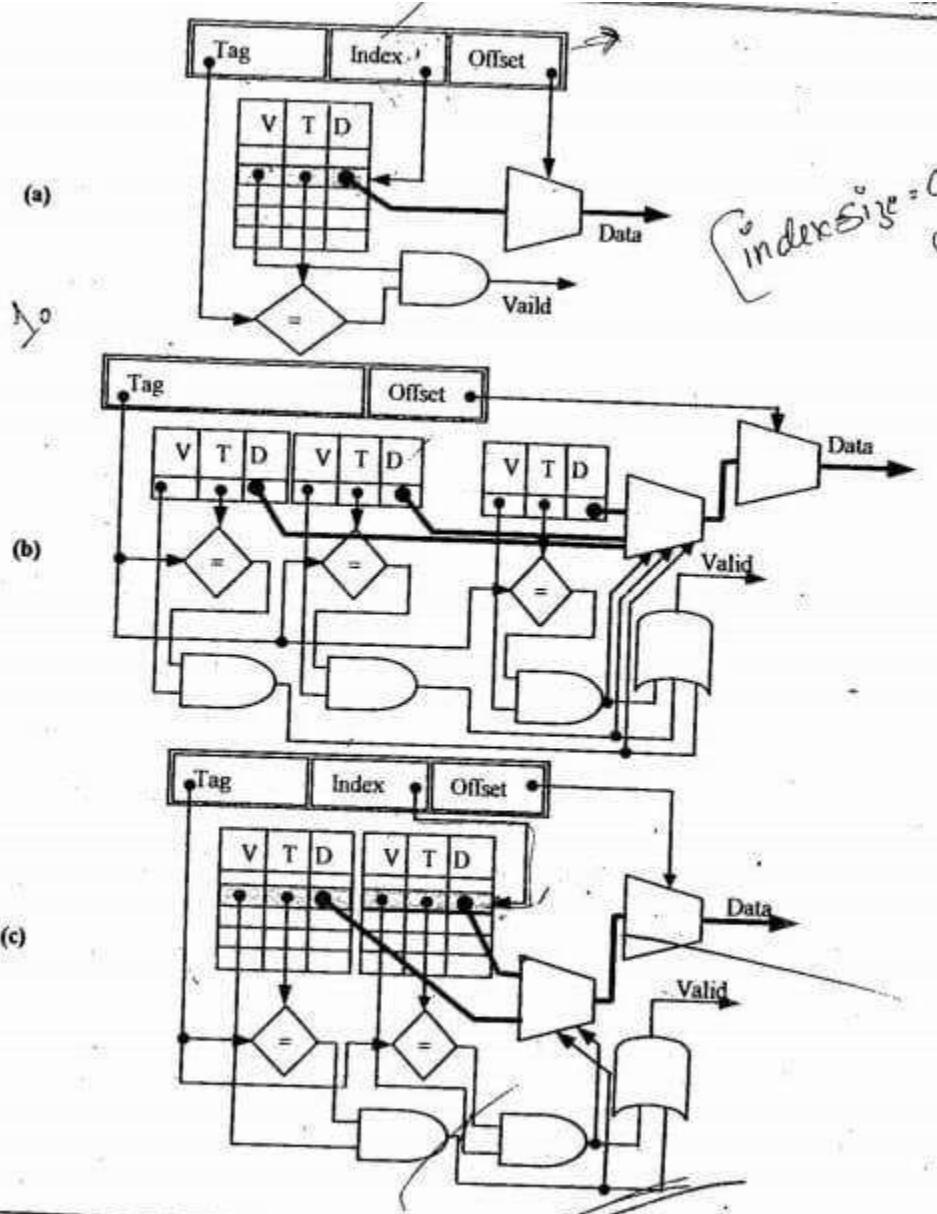 Tag Index Offset
V T D
(a)
Data
indexsize =
Vaild
=
Tag Offset
Data
V T D V T D V T D
(b)
Valid
= = =
Tag Index Offset
V T D V T D
Data
(c)
Valid
= =